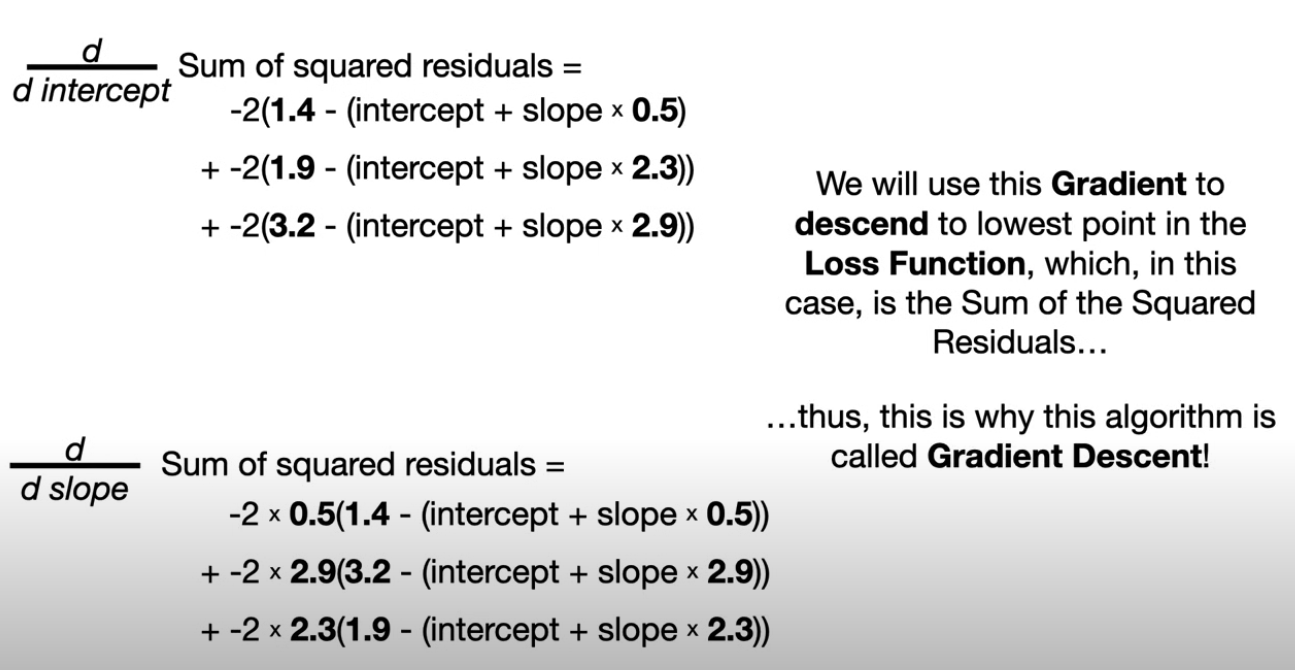 d
d intercept
Sum of squared residuals =
-2(1.4 - (intercept + slope × 0.5)
+ -2(1.9 - (intercept + slope × 2.3))
+ -2(3.2 - (intercept + slope × 2.9))
We will use this Gradient to
descend to lowest point in the
Loss Function, which, in this
case, is the Sum of the Squared
Residuals…
…thus, this is why this algorithm is
called Gradient Descent!
d
d slope
Sum of squared residuals =
-2 × 0.5(1.4 - (intercept + slope × 0.5))
+ -2 × 2.9(3.2 - (intercept + slope × 2.9))
+ -2 × 2.3(1.9 - (intercept + slope × 2.3))